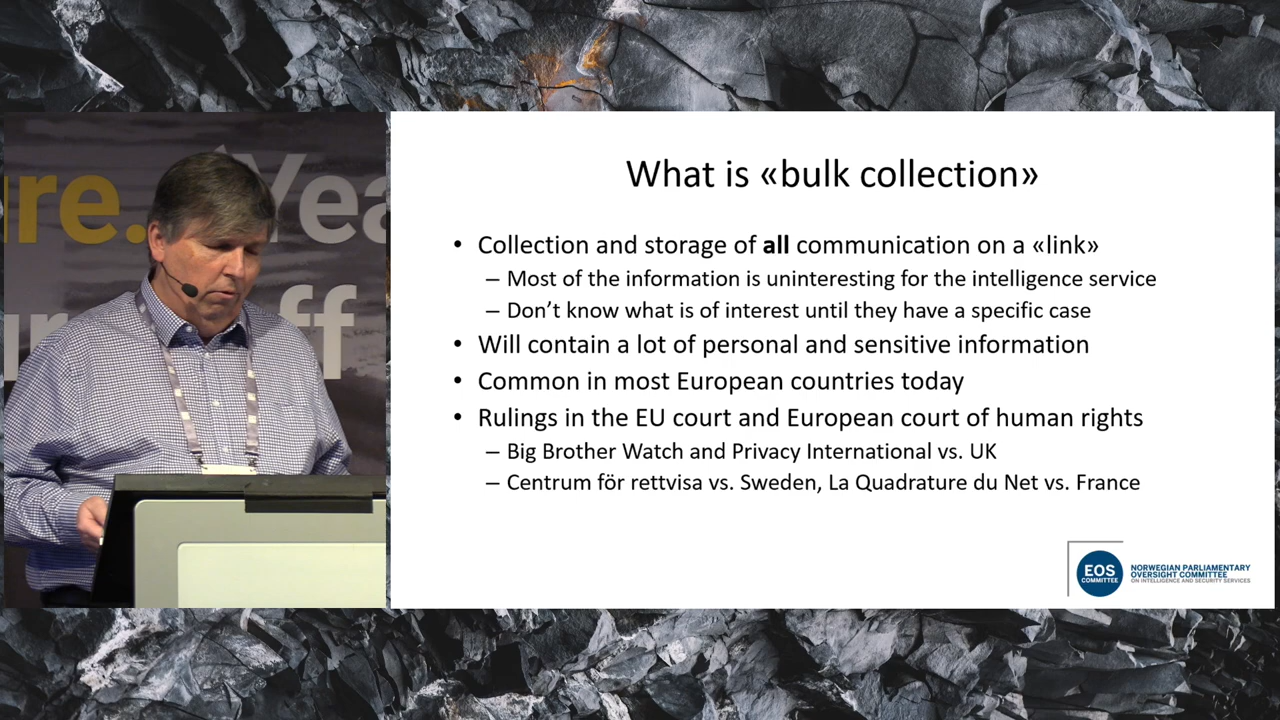 re.
Yea
ff
What is «bulk collection»
• Collection and storage of all communication on a «link»
– Most of the information is uninteresting for the intelligence service
– Don’t know what is of interest until they have a specific case
• Will contain a lot of personal and sensitive information
• Common in most European countries today
• Rulings in the EU court and European court of human rights
– Big Brother Watch and Privacy International vs. UK
– Centrum för rettvisa vs. Sweden, La Quadrature du Net vs. France
EOS
COMMITTEE
NORWEGIAN PARLIAMENTARY
OVERSIGHT COMMITTEE
ON INTELLIGENCE AND SECURITY SERVICES